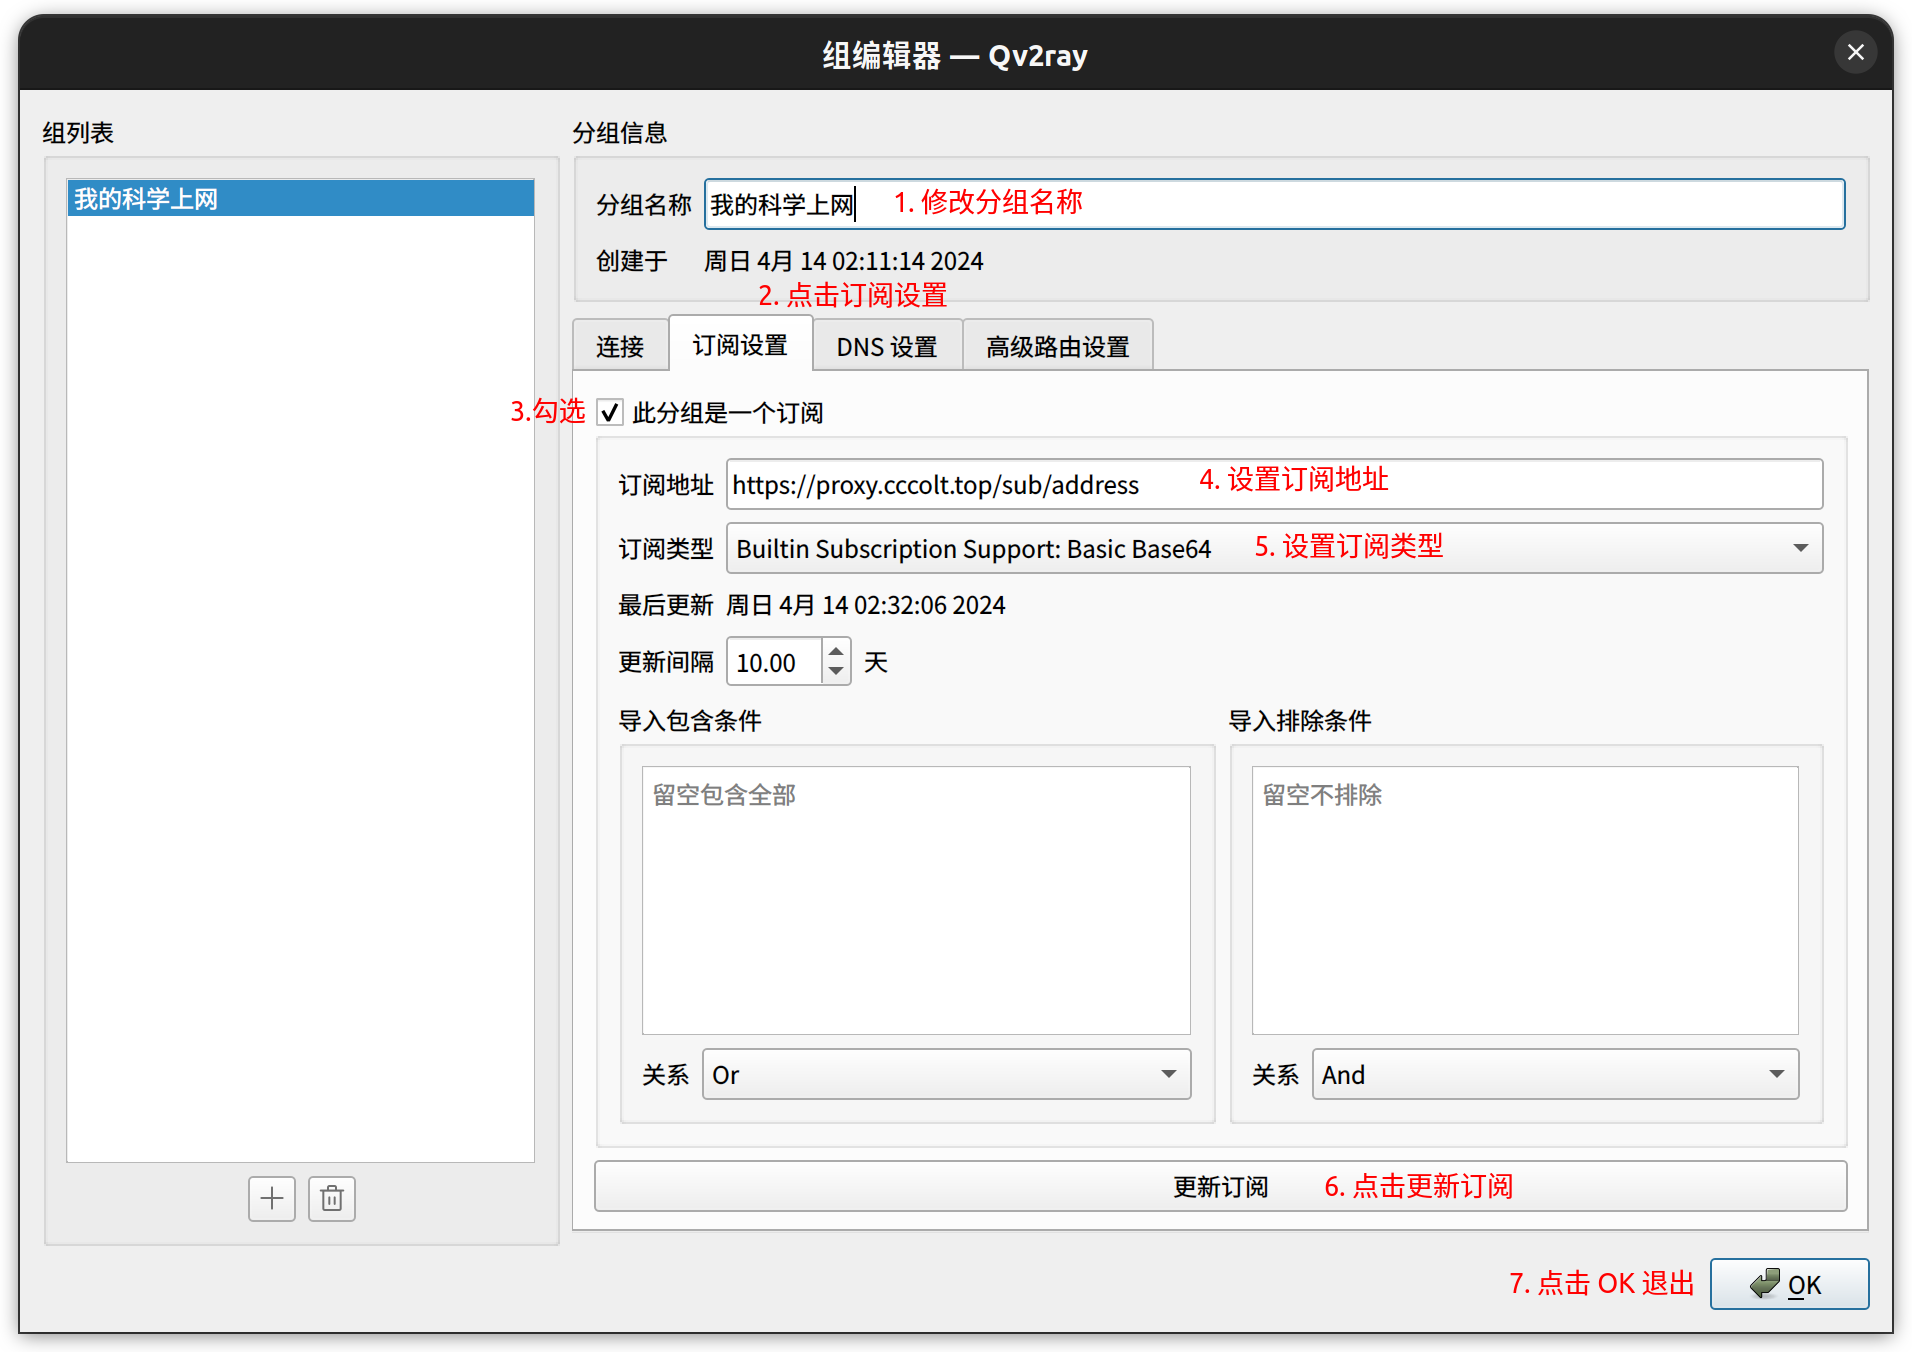 组编辑器 — Qv2ray
组列表
我的科学上网
分组信息
分组名称 我的科学上网 1. 修改分组名称
创建于 周日 4月 14 02:11:14 2024
2. 点击订阅设置
连接 订阅设置 DNS 设置 高级路由设置
3.勾选 此分组是一个订阅
订阅地址 https://proxy.cccolt.top/sub/address 4. 设置订阅地址
订阅类型 Builtin Subscription Support: Basic Base64 5. 设置订阅类型
最后更新 周日 4月 14 02:32:06 2024
更新间隔 10.00 天
导入包含条件 导入排除条件
留空包含全部 留空不排除
关系 Or 关系 And
更新订阅 6. 点击更新订阅
7. 点击 OK 退出 OK